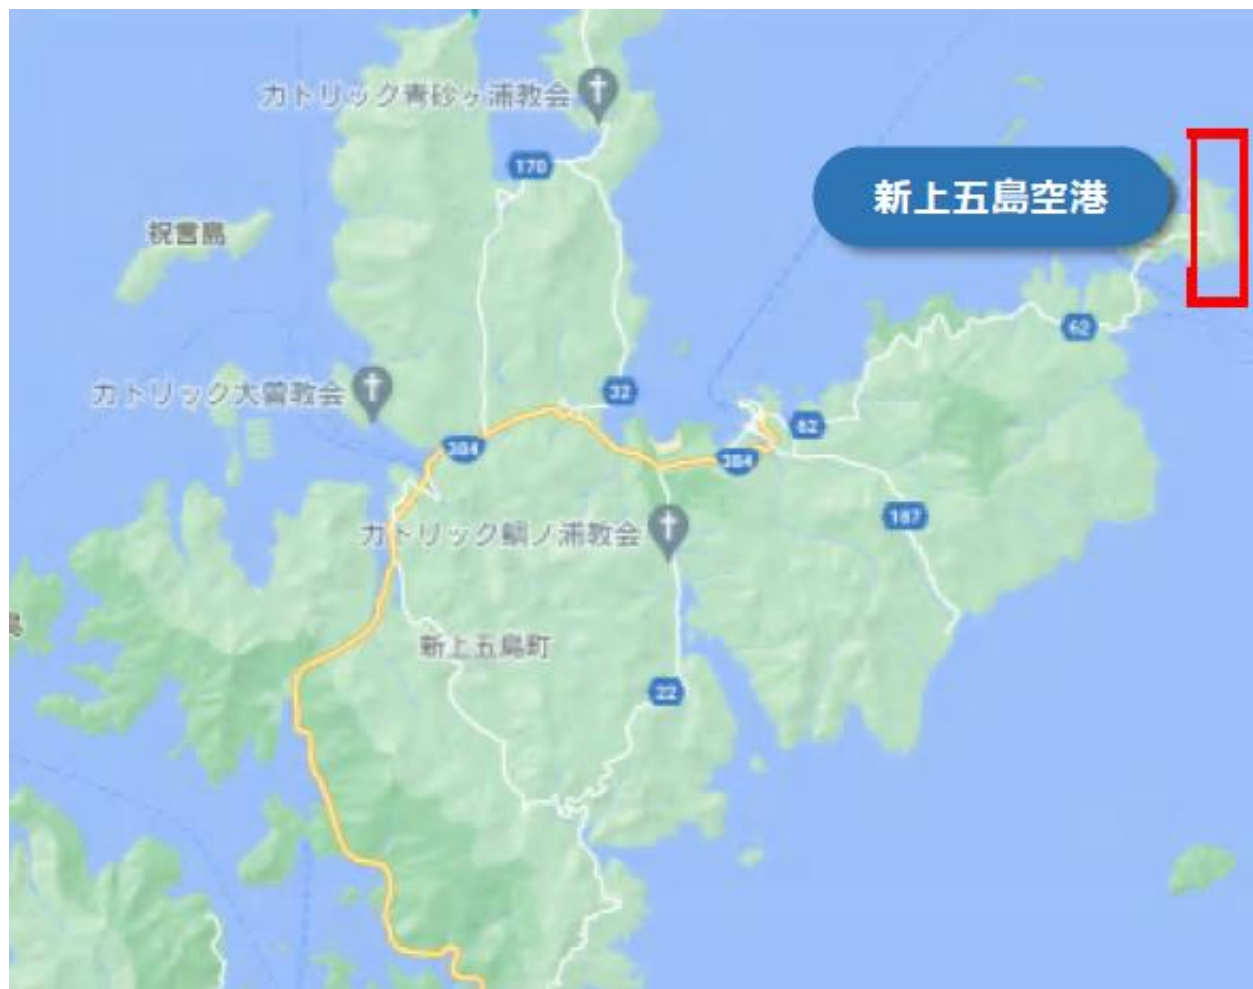 カトリック青砂ヶ浦教会
170
新上五島空港
祝言島
62
カトリック大曽教会
32
62
384
384
187
カトリック鯛ノ浦教会
島
新上五島町
22